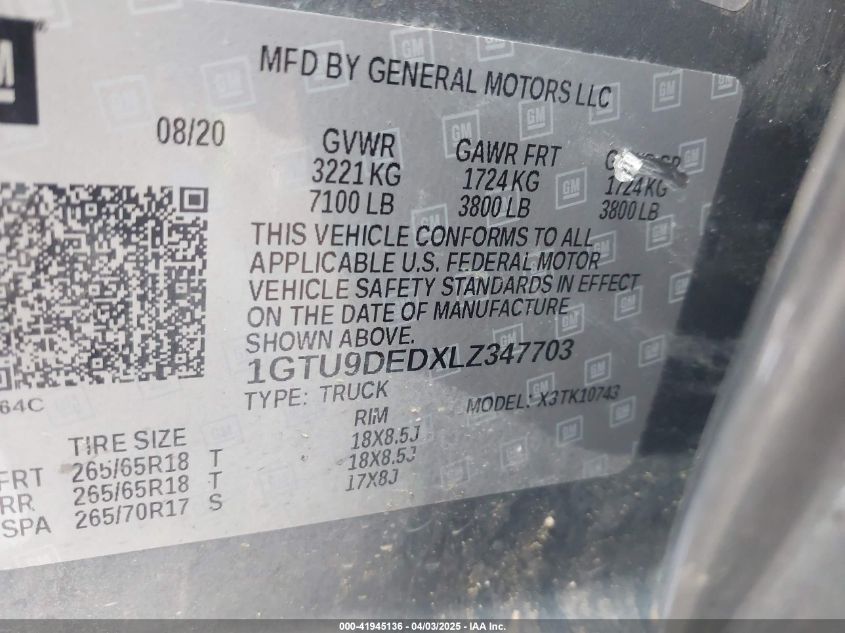 GM
MFD BY GENERAL MOTORS LLC
08/20
GVWR GAWR FRT
3221 KG 1724 KG 1724 KG
7100 LB 3800 LB 3800 LB
THIS VEHICLE CONFORMS TO ALL
APPLICABLE U.S. FEDERAL MOTOR
VEHICLE SAFETY STANDARDS IN EFFECT
ON THE DATE OF MANUFACTURE
SHOWN ABOVE.
1GTU9DEDXLZ347703
TYPE: TRUCK MODEL: X3TK10743
64C
TIRE SIZE RIM
FRT 265/65R18 T 18X8.5J
RR 265/65R18 T 18X8.5J
SPA 265/70R17 S 17X8J
000-41945136 - 04/03/2025 - IAA Inc.